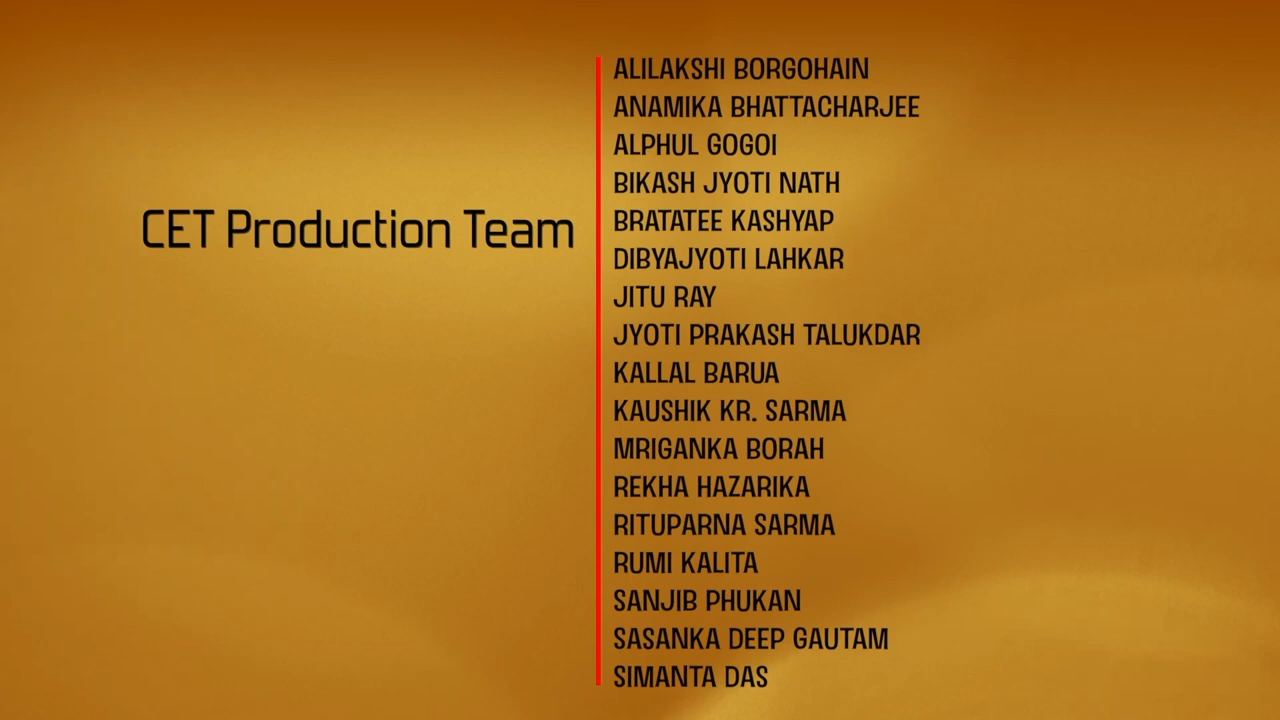 CET Production Team
ALILAKSHI BORGOHAIN
ANAMIKA BHATTACHARJEE
ALPHUL GOGOI
BIKASH JYOTI NATH
BRATATEE KASHYAP
DIBYAJYOTI LAHKAR
JITU RAY
JYOTI PRAKASH TALUKDAR
KALLAL BARUA
KAUSHIK KR. SARMA
MRIGANKA BORAH
REKHA HAZARIKA
RITUPARNA SARMA
RUMI KALITA
SANJIB PHUKAN
SASANKA DEEP GAUTAM
SIMANTA DAS